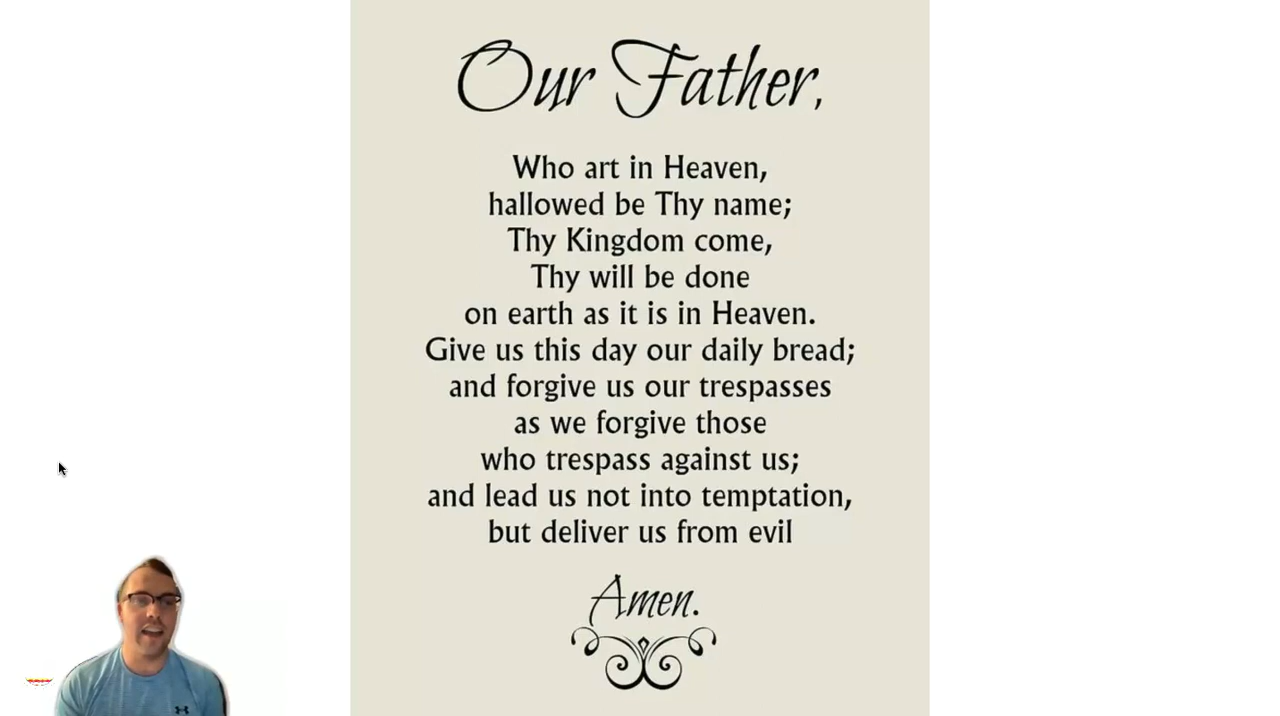 Our Father,
Who art in Heaven,
hallowed be Thy name;
Thy Kingdom come,
Thy will be done
on earth as it is in Heaven.
Give us this day our daily bread;
and forgive us our trespasses
as we forgive those
who trespass against us;
and lead us not into temptation,
but deliver us from evil
Amen.